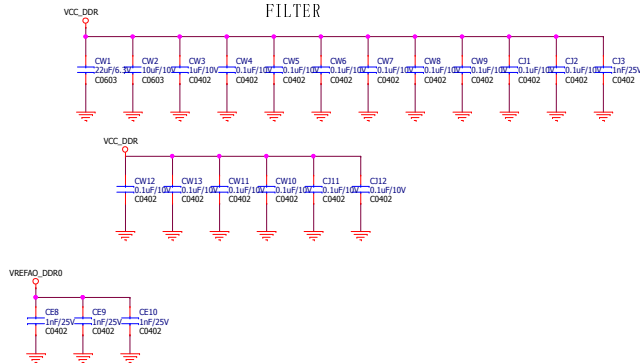 FILTER
VCC_DDR
CW1 CW2 CW3 CW4 CW5 CW6 CW7 CW8 CW9 CJ1 CJ2 CJ3
22uF/6.3V 10uF/10V 1uF/10V 0.1uF/10V 0.1uF/10V 0.1uF/10V 0.1uF/10V 0.1uF/10V 0.1uF/10V 0.1uF/10V 0.1uF/10V 1nF/25V
C0603 C0603 C0402 C0402 C0402 C0402 C0402 C0402 C0402 C0402 C0402 C0402
VCC_DDR
CW12 CW13 CW11 CW10 CJ11 CJ12
0.1uF/10V 0.1uF/10V 0.1uF/10V 0.1uF/10V 0.1uF/10V 0.1uF/10V
C0402 C0402 C0402 C0402 C0402 C0402
VREFAO_DDR0
CE8 CE9 CE10
1nF/25V 1nF/25V 1nF/25V
C0402 C0402 C0402